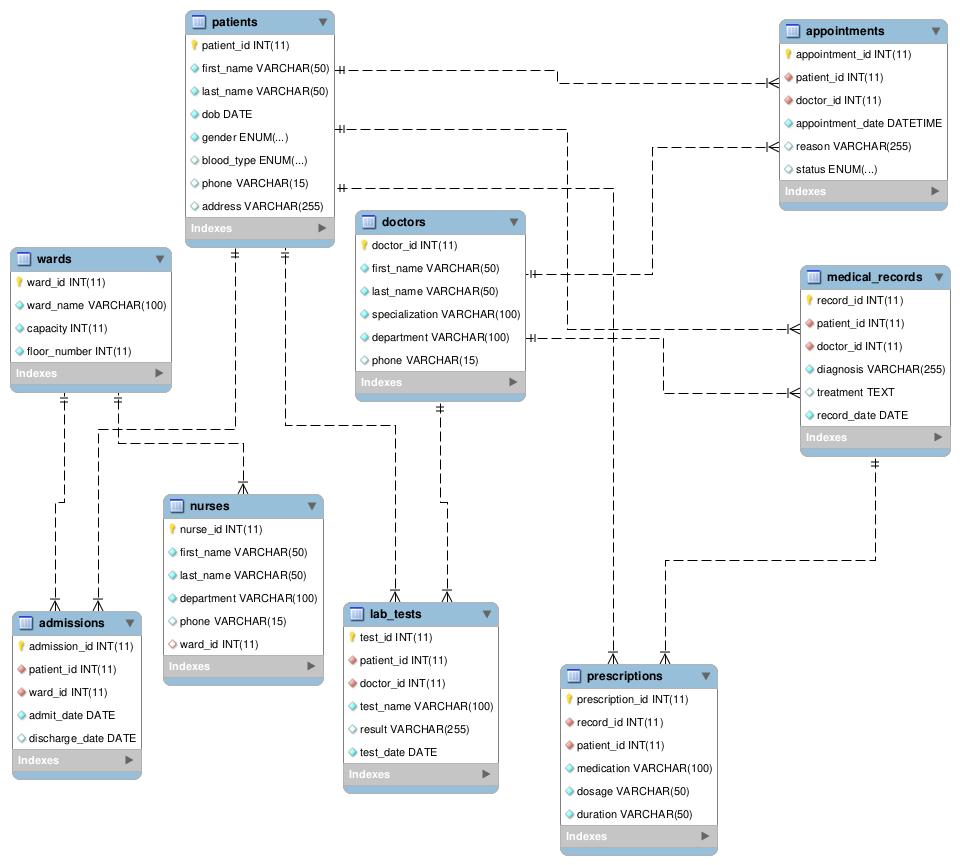 patients
patient_id INT(11)
first_name VARCHAR(50)
last_name VARCHAR(50)
dob DATE
gender ENUM(...)
blood_type ENUM(...)
phone VARCHAR(15)
address VARCHAR(255)
Indexes
appointments
appointment_id INT(11)
patient_id INT(11)
doctor_id INT(11)
appointment_date DATETIME
reason VARCHAR(255)
status ENUM(...)
Indexes
doctors
doctor_id INT(11)
first_name VARCHAR(50)
last_name VARCHAR(50)
specialization VARCHAR(100)
department VARCHAR(100)
phone VARCHAR(15)
Indexes
wards
ward_id INT(11)
ward_name VARCHAR(100)
capacity INT(11)
floor_number INT(11)
Indexes
medical_records
record_id INT(11)
patient_id INT(11)
doctor_id INT(11)
diagnosis VARCHAR(255)
treatment TEXT
record_date DATE
Indexes
nurses
nurse_id INT(11)
first_name VARCHAR(50)
last_name VARCHAR(50)
department VARCHAR(100)
phone VARCHAR(15)
ward_id INT(11)
Indexes
admissions
admission_id INT(11)
patient_id INT(11)
ward_id INT(11)
admit_date DATE
discharge_date DATE
Indexes
lab_tests
test_id INT(11)
patient_id INT(11)
doctor_id INT(11)
test_name VARCHAR(100)
result VARCHAR(255)
test_date DATE
Indexes
prescriptions
prescription_id INT(11)
record_id INT(11)
patient_id INT(11)
medication VARCHAR(100)
dosage VARCHAR(50)
duration VARCHAR(50)
Indexes